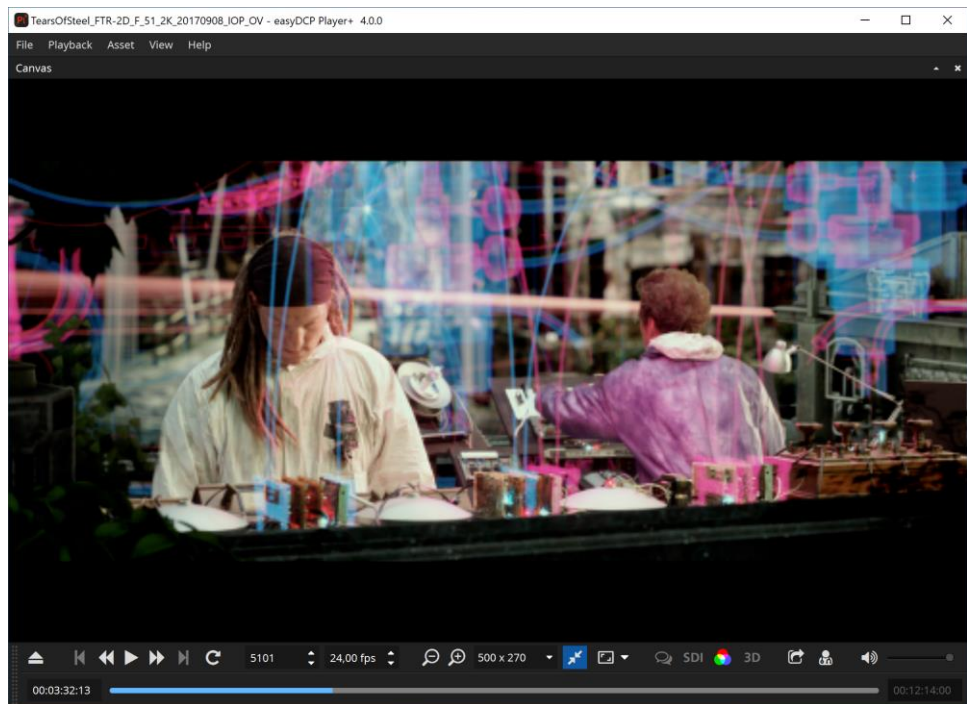 Pl TearsOfSteel_FTR-2D_F_51_2K_20170908_IOP_OV - easyDCP Player+ 4.0.0
File Playback Asset View Help
Canvas
5101 24,00 fps 500 x 270 SDI 3D
00:03:32:13 00:12:14:00